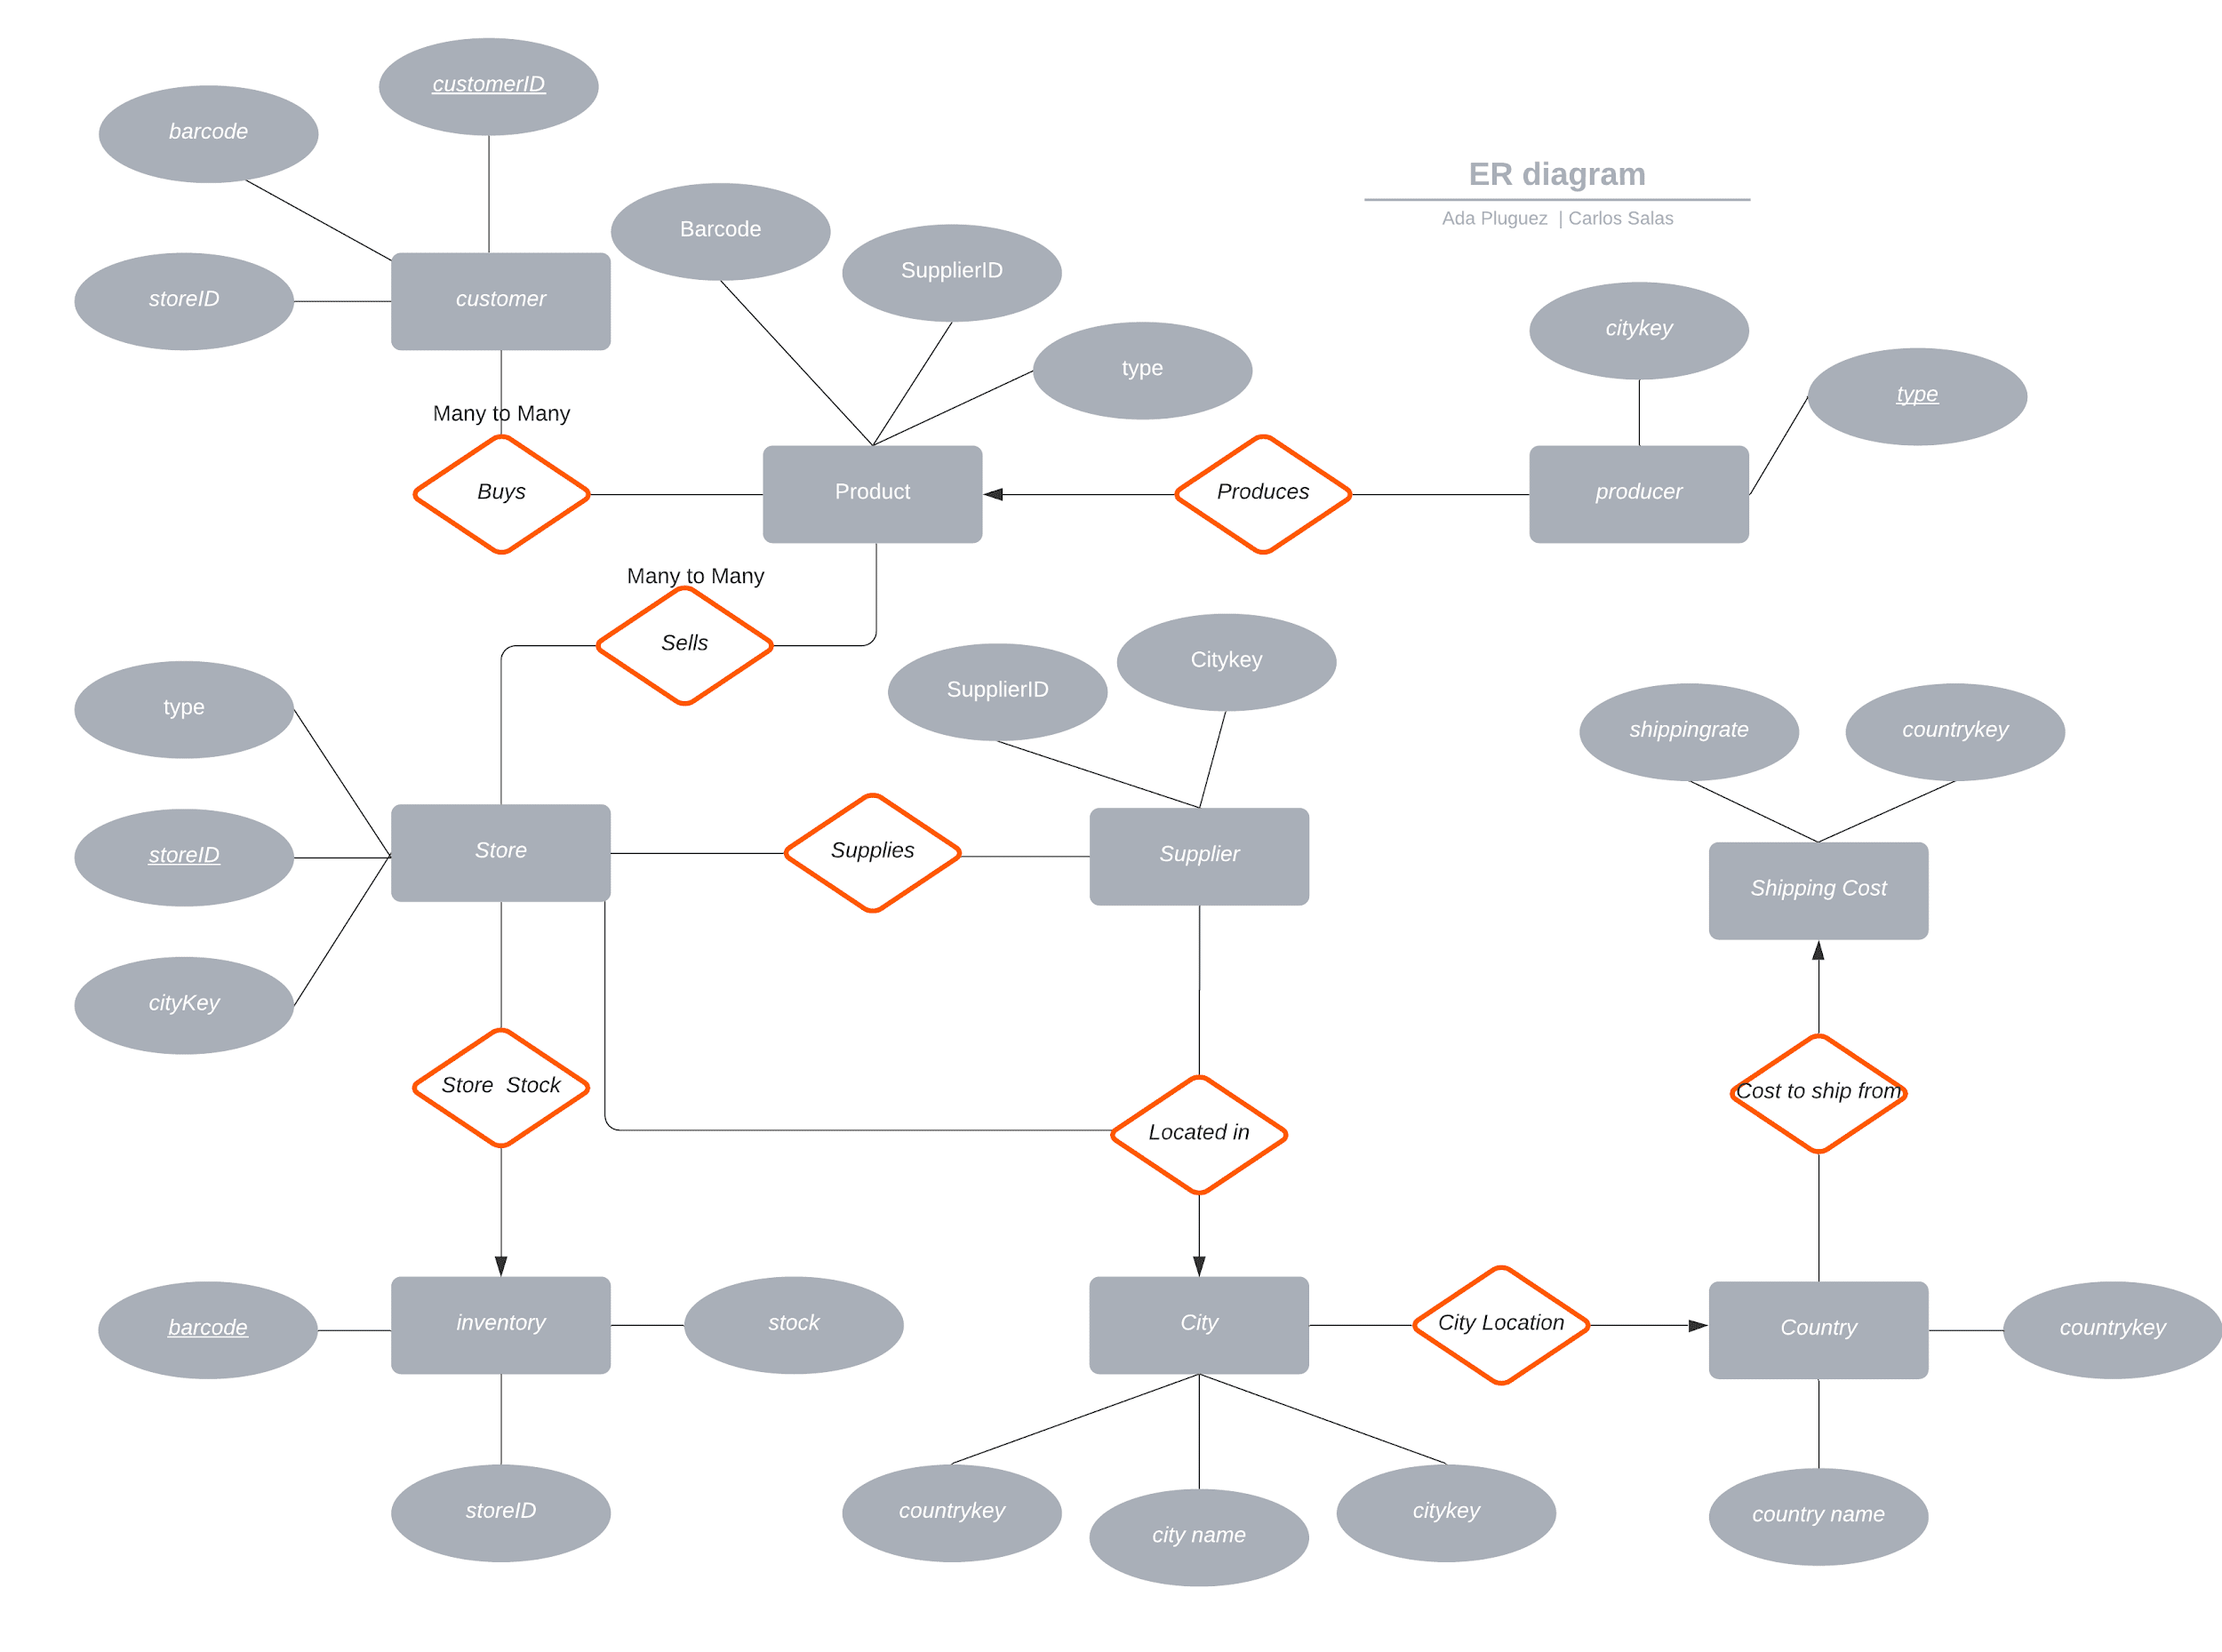 customerID
barcode
ER diagram
Ada Pluguez  | Carlos Salas
Barcode
SupplierID
storeID
customer
citykey
type
type
Many to Many
Buys
Product
Produces
producer
Many to Many
Sells
SupplierID
Citykey
type
shippingrate
countrykey
storeID
Store
Supplies
Supplier
Shipping Cost
cityKey
Store  Stock
Located in
Cost to ship from
barcode
inventory
stock
City
City Location
Country
countrykey
storeID
countrykey
city name
citykey
country name